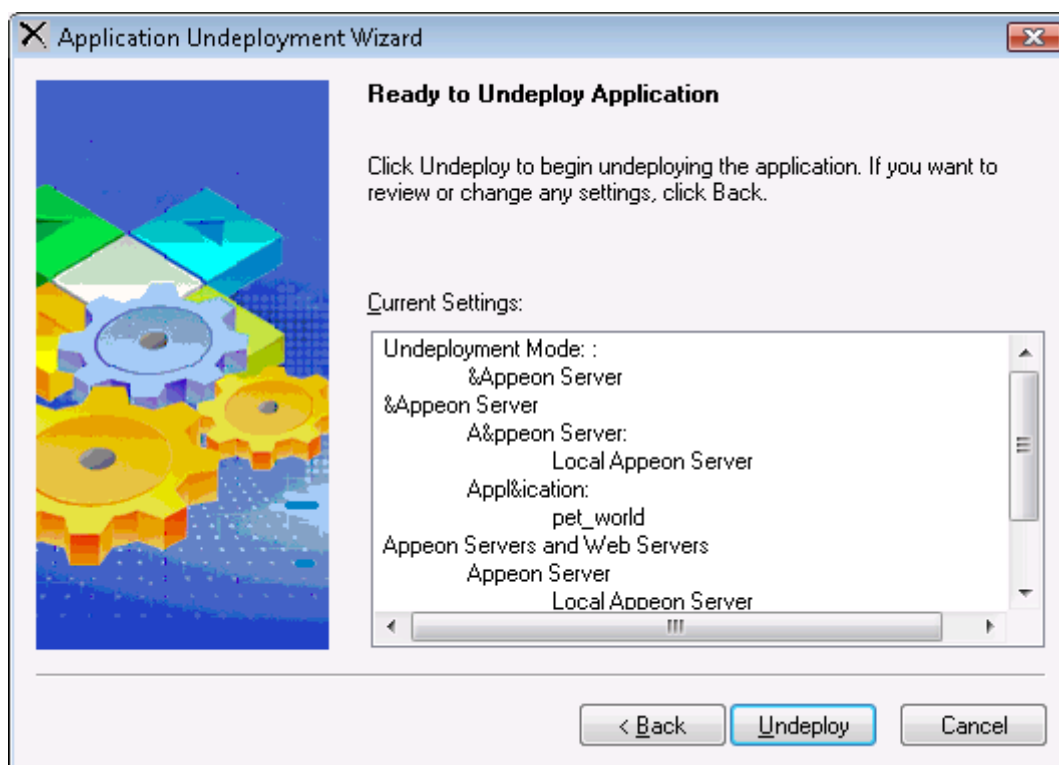 Application Undeployment Wizard
Ready to Undeploy Application
Click Undeploy to begin undeploying the application. If you want to
review or change any settings, click Back.
Current Settings:
Undeployment Mode: :
&Appeon Server
&Appeon Server
A&ppeon Server:
Local Appeon Server
Appl&ication:
pet_world
Appeon Servers and Web Servers
Appeon Server
Local Appeon Server
< Back
Undeploy
Cancel